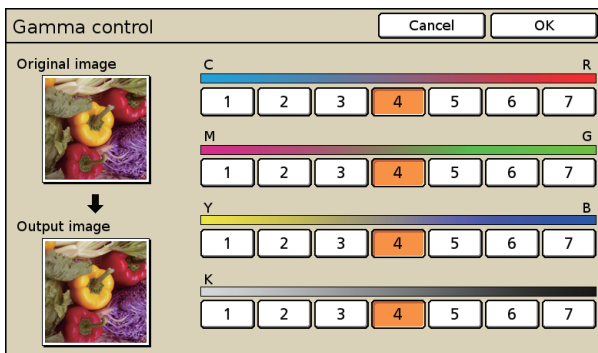 Gamma control Cancel OK
Original image
C R
1 2 3 4 5 6 7
M G
1 2 3 4 5 6 7
Output image
Y B
1 2 3 4 5 6 7
K
1 2 3 4 5 6 7